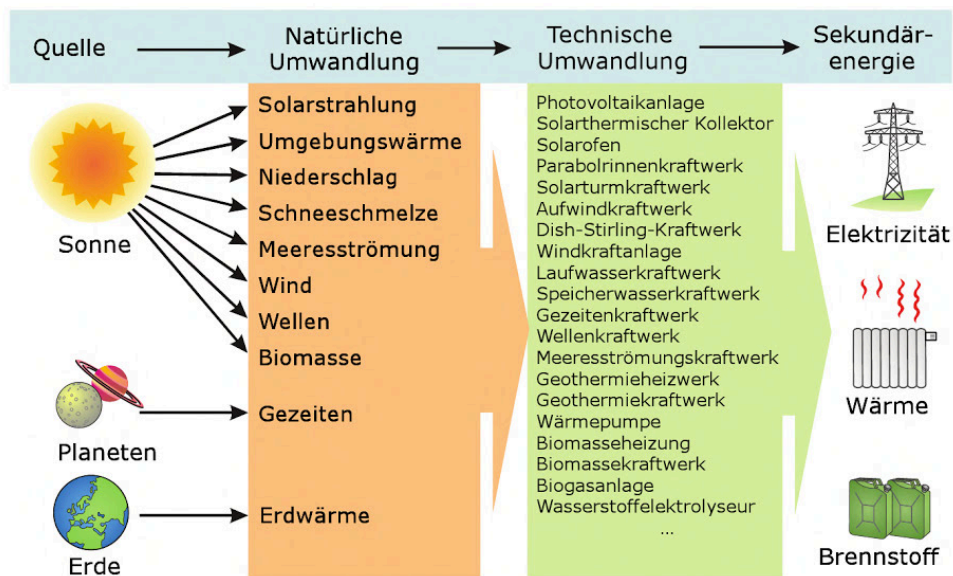 Quelle
Natürliche
Umwandlung
Technische
Umwandlung
Sekundär-
energie
Sonne
Planeten
Erde
Solarstrahlung
Umgebungswärme
Niederschlag
Schneeschmelze
Meeresströmung
Wind
Wellen
Biomasse
Gezeiten
Erdwärme
Photovoltaikanlage
Solarthermischer Kollektor
Solarofen
Parabolrinnenkraftwerk
Solarturmkraftwerk
Aufwindkraftwerk
Dish-Stirling-Kraftwerk
Windkraftanlage
Laufwasserkraftwerk
Speicherwasserkraftwerk
Gezeitenkraftwerk
Wellenkraftwerk
Meeresströmungskraftwerk
Geothermieheizwerk
Geothermiekraftwerk
Wärmepumpe
Biomasseheizung
Biomassekraftwerk
Biogasanlage
Wasserstoffelektrolyseur
...
Elektrizität
Wärme
Brennstoff